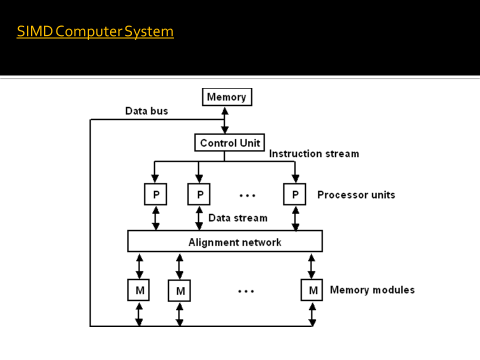 SIMD Computer System
Memory
Data bus
Control Unit
Instruction stream
P P ... P Processor units
Data stream
Alignment network
M M ... M Memory modules